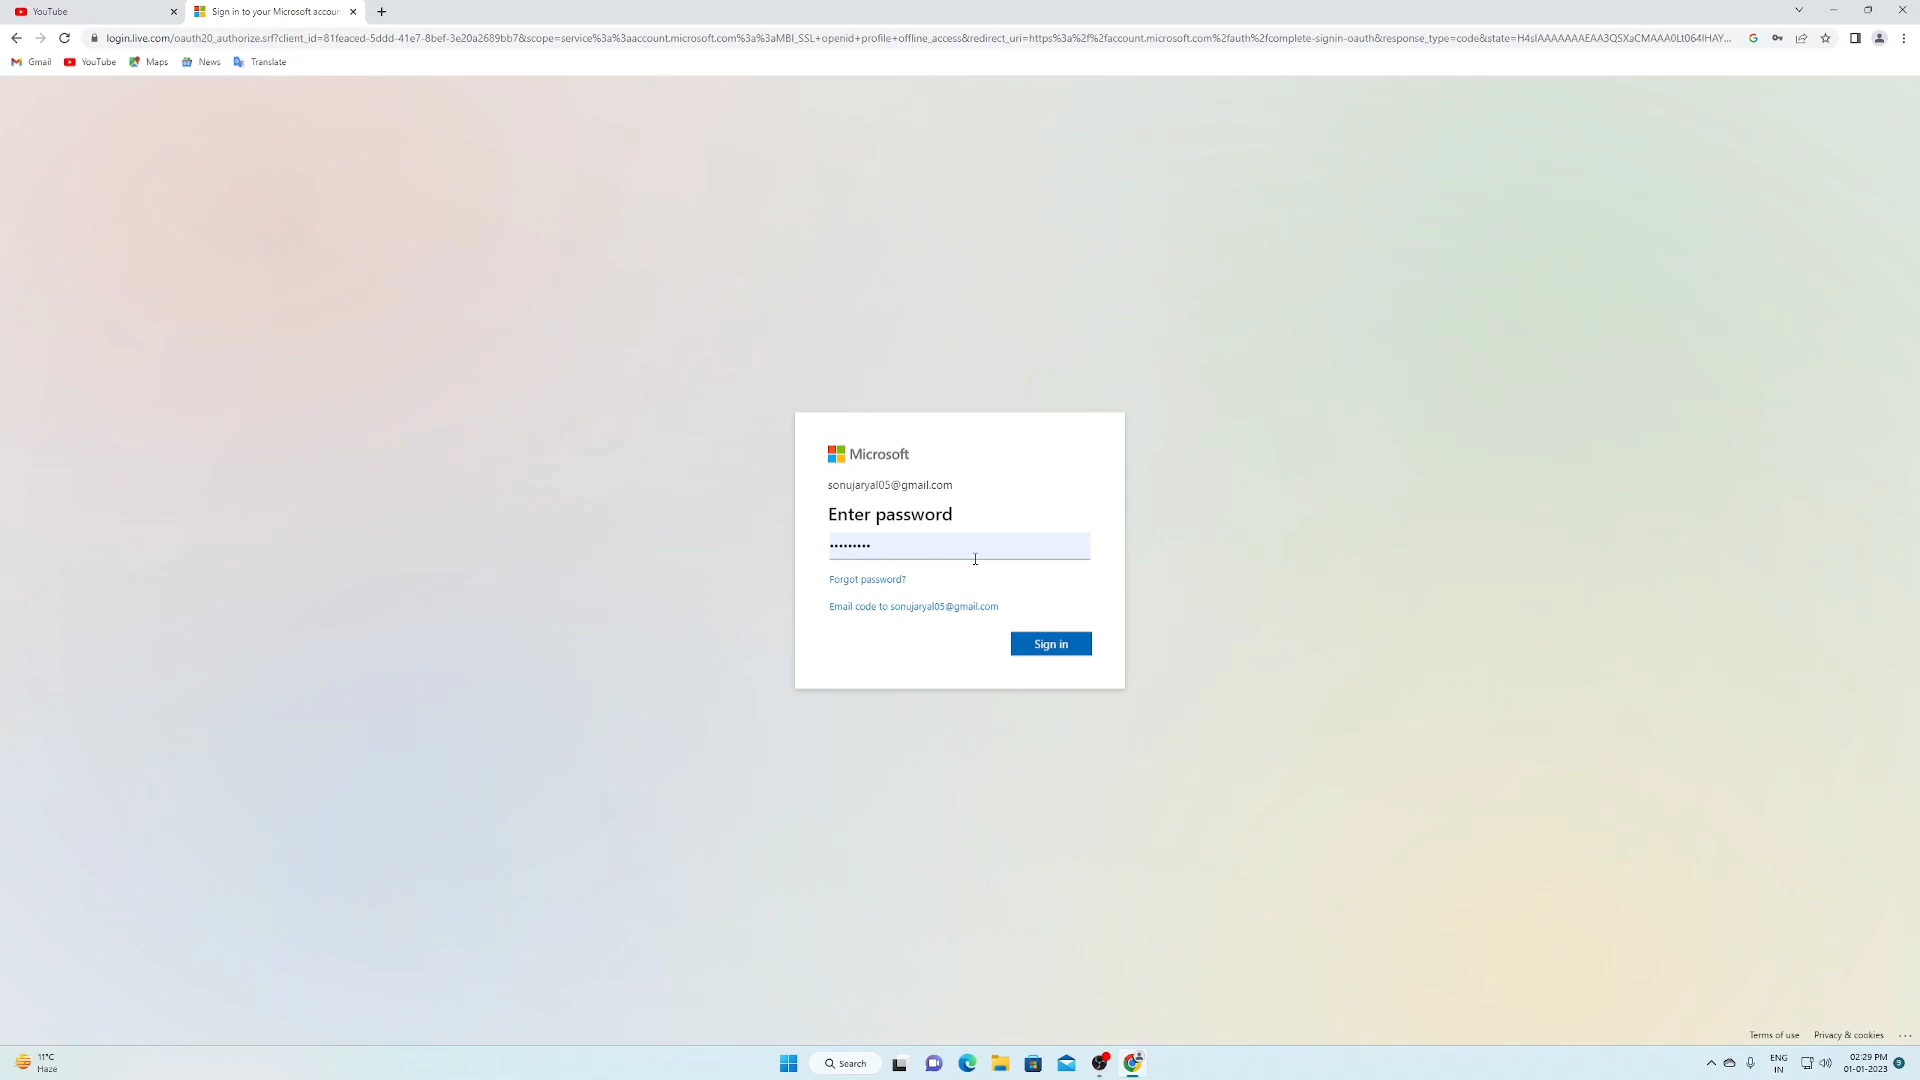 YouTube
Sign in to your Microsoft accoun
login.live.com/oauth20_authorize.srf?client_id=81feaced-5ddd-41e7-8bef-3e20a2689bb7&scope=service%3a%3aaccount.microsoft.com%3a%3aMBI_SSL+openid+profile+offline_access&redirect_uri=https%3a%2f%2faccount.microsoft.com%2fauth%2fcomplete-signin-oauth&response_type=code&state=H4sIAAAAAAAEAA3QSXaCMAAA0Lt064IHAY...
Gmail
YouTube
Maps
News
Translate
Microsoft
sonujaryal05@gmail.com
Enter password
•••••••••
Forgot password?
Email code to sonujaryal05@gmail.com
Sign in
Terms of use
Privacy & cookies
...
11°C
Haze
Search
ENG
IN
02:29 PM
01-01-2023
9